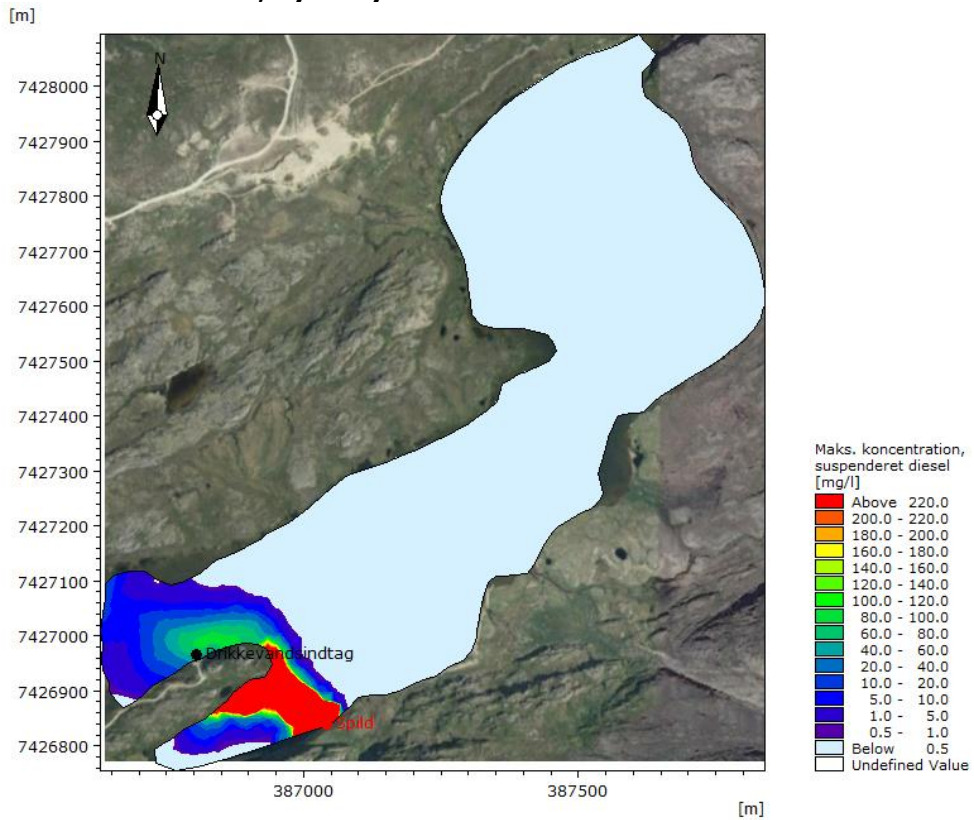 [m]
N
7428000
7427900
7427800
7427700
7427600
7427500
7427400
7427300
7427200
7427100
7427000
7426900
7426800
Drikkevandsindtag
Spild
387000
387500
[m]
Maks. koncentration,
suspenderet diesel
[mg/l]
Above 220.0
200.0 - 220.0
180.0 - 200.0
160.0 - 180.0
140.0 - 160.0
120.0 - 140.0
100.0 - 120.0
80.0 - 100.0
60.0 - 80.0
40.0 - 60.0
20.0 - 40.0
10.0 - 20.0
5.0 - 10.0
1.0 - 5.0
0.5 - 1.0
Below 0.5
Undefined Value